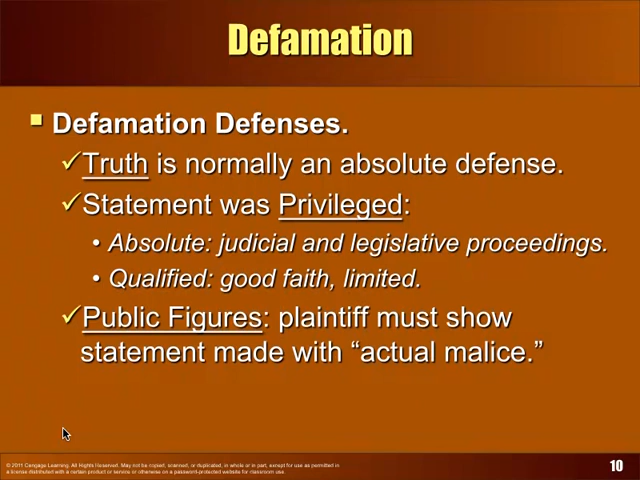 Defamation
Defamation Defenses.
Truth is normally an absolute defense.
Statement was Privileged:
• Absolute: judicial and legislative proceedings.
• Qualified: good faith, limited.
Public Figures: plaintiff must show
statement made with “actual malice.”
© 2011 Cengage Learning. All Rights Reserved. May not be copied, scanned, or duplicated, in whole or in part, except for use as permitted in
a license distributed with a certain product or service or otherwise on a password-protected website for classroom use.
10